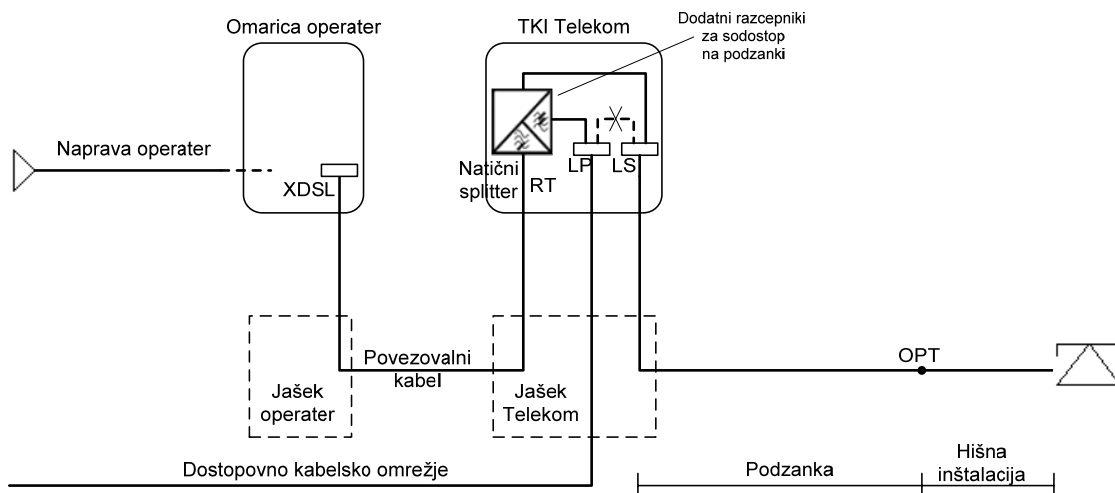 Omarica operater
TKI Telekom
Dodatni razcepniki
za sodostop
na podzanki
Naprava operater
XDSL
Natični
splitter
RT
LP
LS
Povezovalni
kabel
Jašek
operater
Jašek
Telekom
OPT
Dostopovno kabelsko omrežje
Podzanka
Hišna
inštalacija